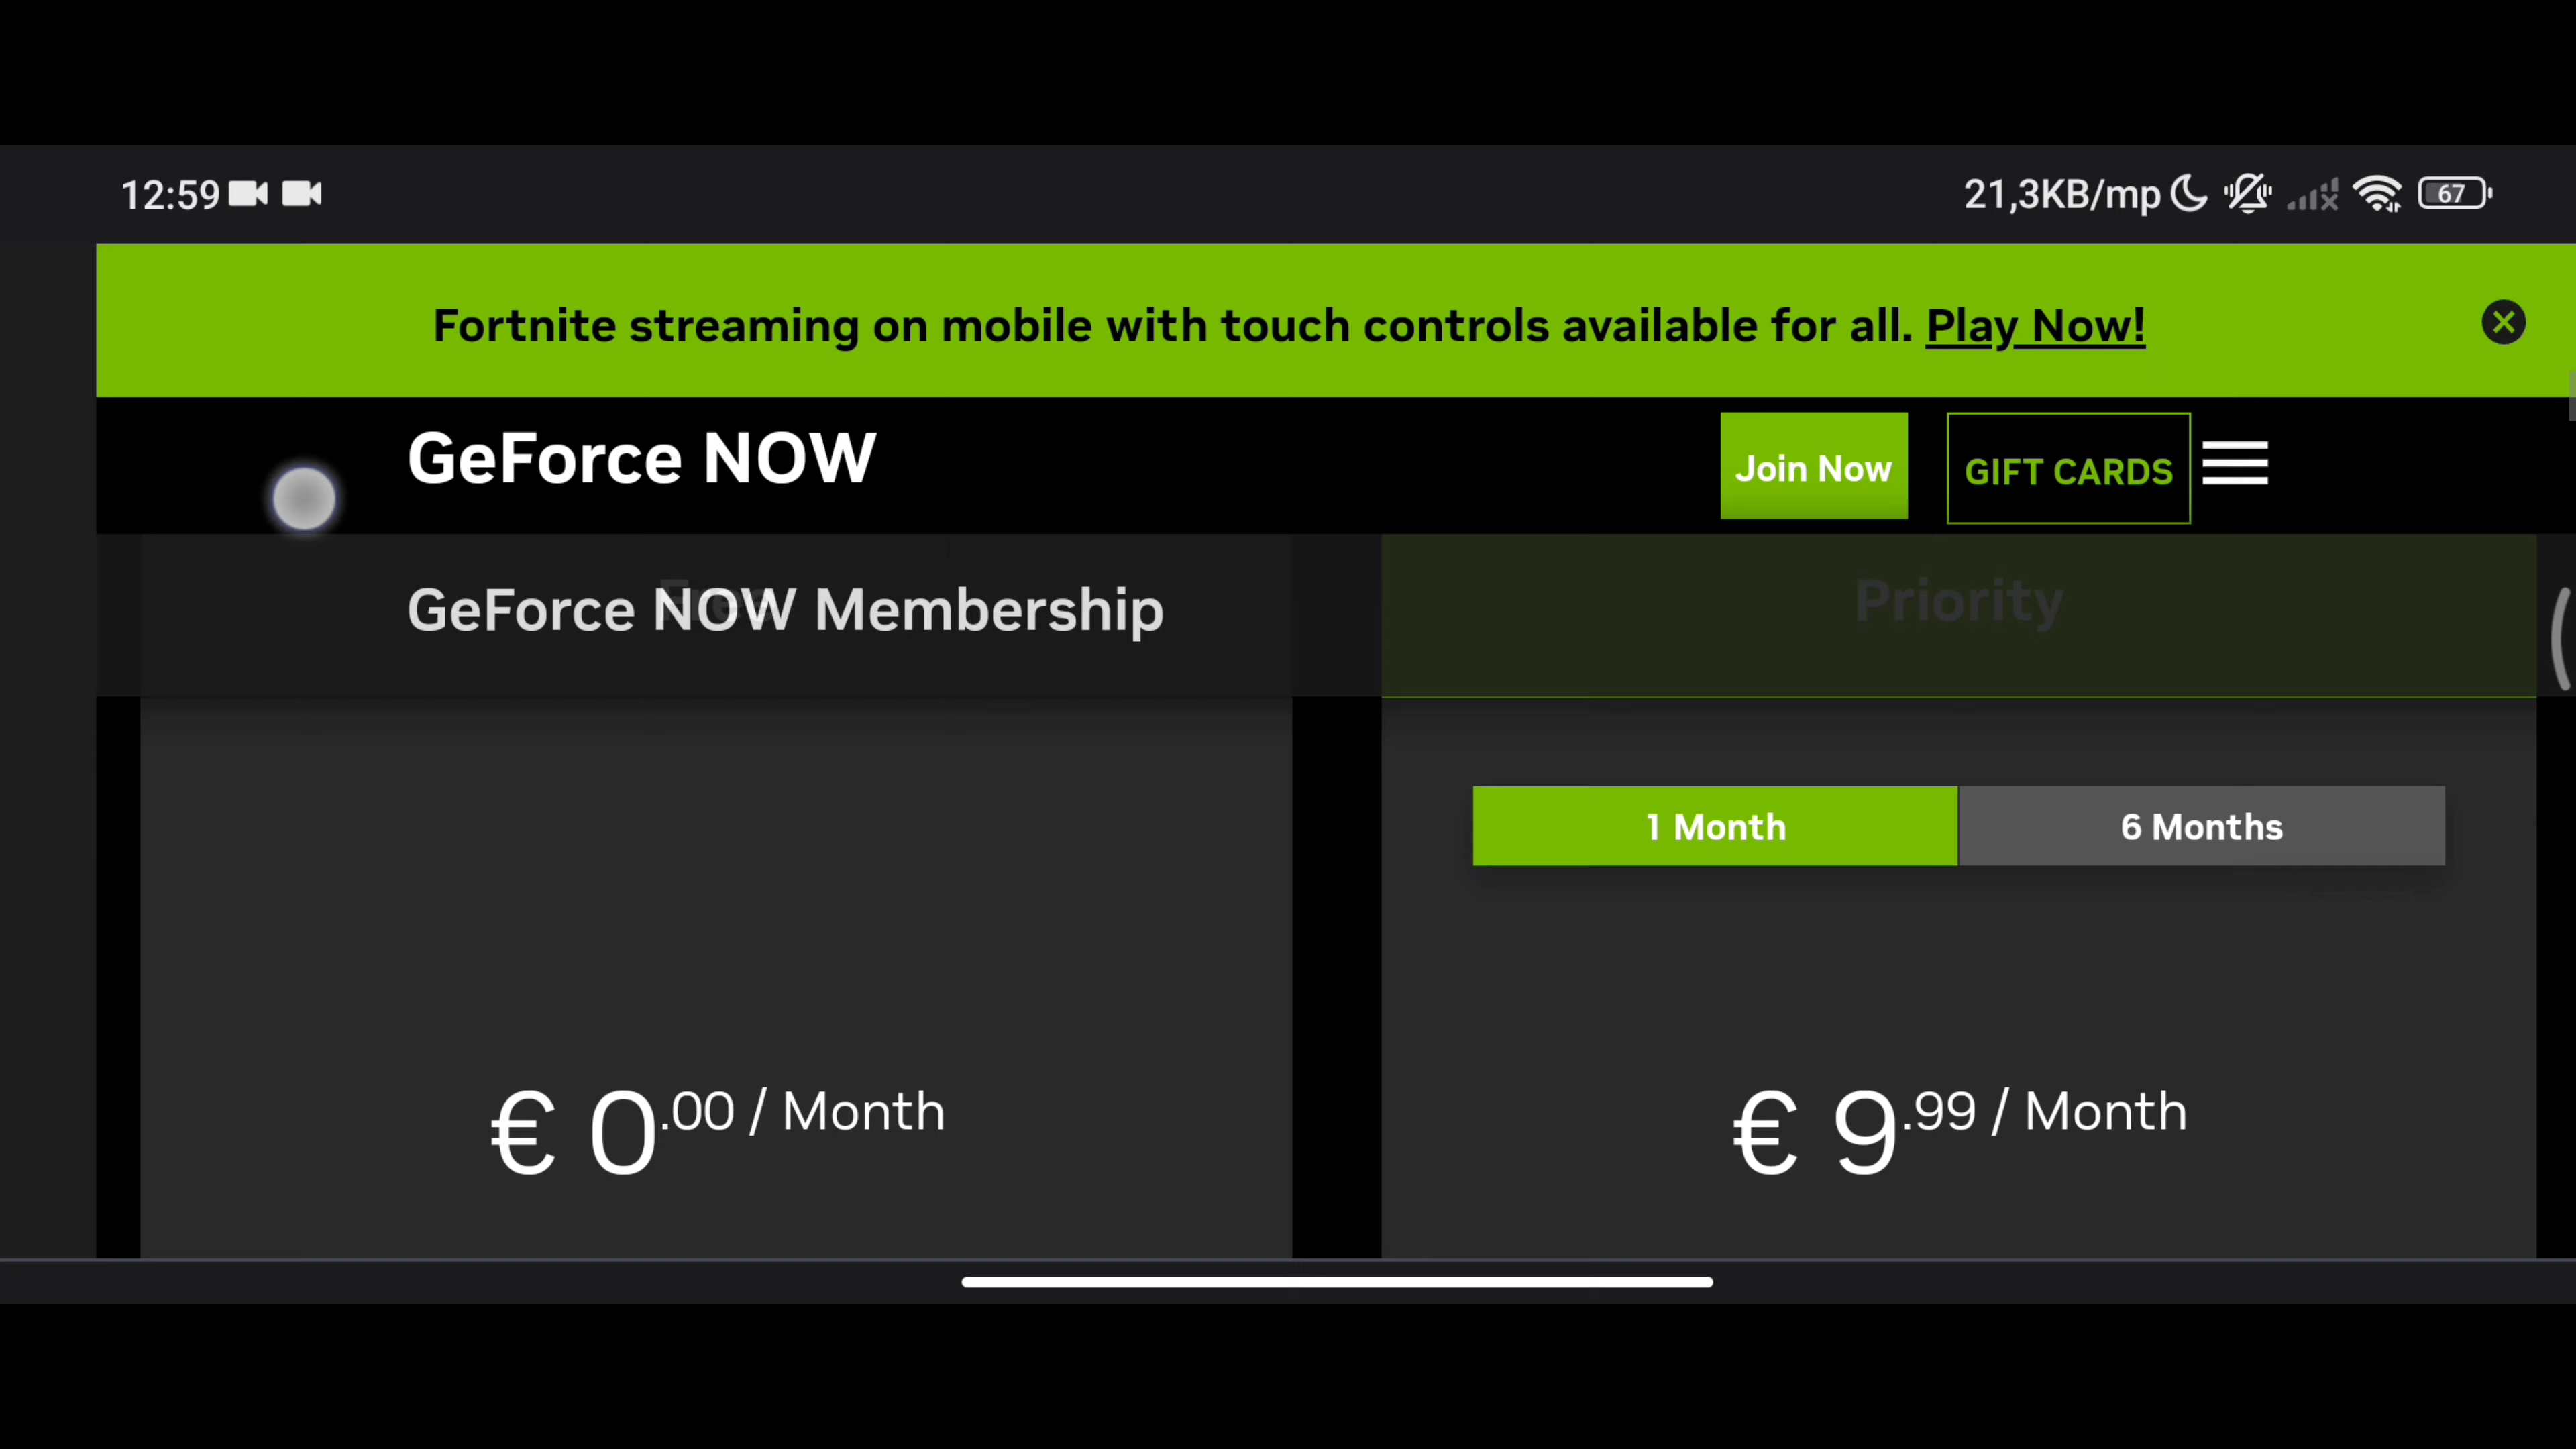 12:59
21,3KB/mp
67
Fortnite streaming on mobile with touch controls available for all. Play Now!
GeForce NOW
Join Now
GIFT CARDS
GeForce NOW Membership
Free
Priority
1 Month
6 Months
€ 0.00 / Month
€ 9.99 / Month